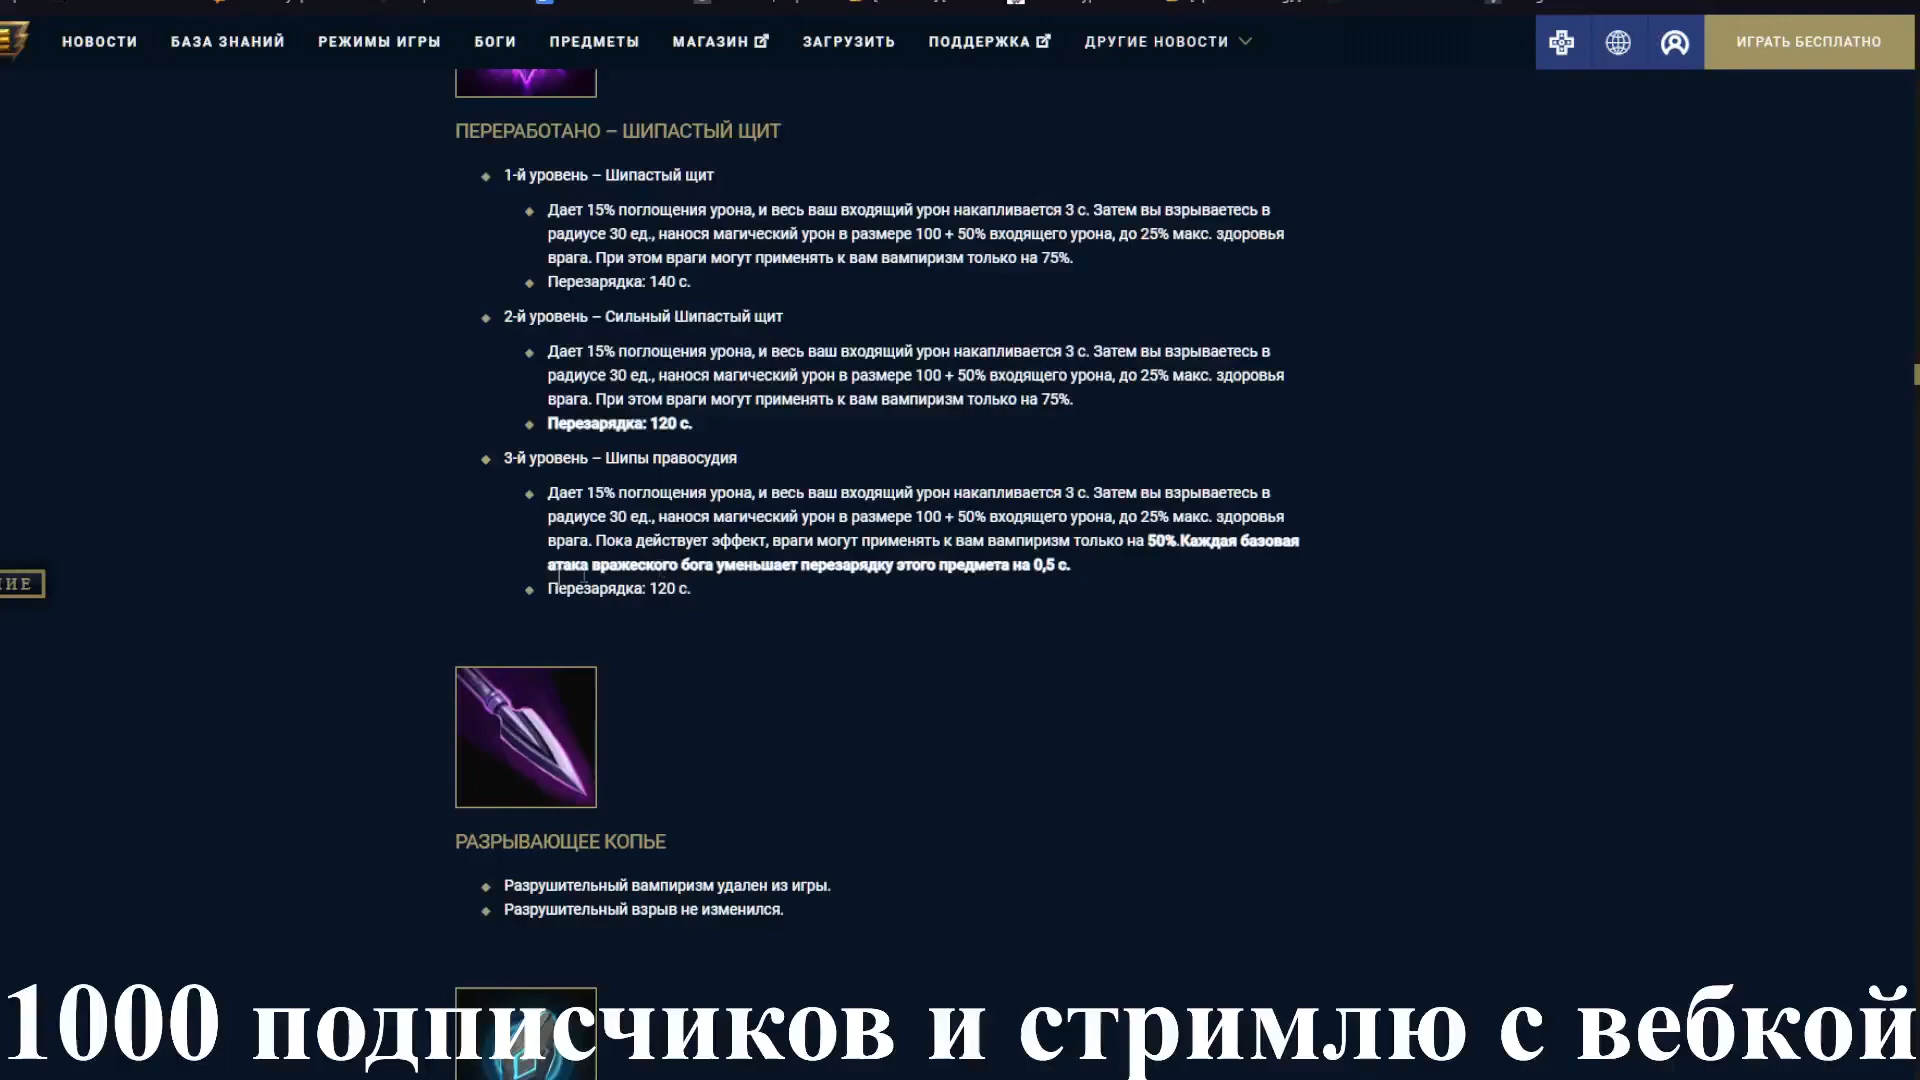 НОВОСТИ БАЗА ЗНАНИЙ РЕЖИМЫ ИГРЫ БОГИ ПРЕДМЕТЫ МАГАЗИН ЗАГРУЗИТЬ ПОДДЕРЖКА ДРУГИЕ НОВОСТИ ИГРАТЬ БЕСПЛАТНО
ПЕРЕРАБОТАНО – ШИПАСТЫЙ ЩИТ
1-й уровень – Шипастый щит
Дает 15% поглощения урона, и весь ваш входящий урон накапливается 3 с. Затем вы взрываетесь в
радиусе 30 ед., нанося магический урон в размере 100 + 50% входящего урона, до 25% макс. здоровья
врага. При этом враги могут применять к вам вампиризм только на 75%.
Перезарядка: 140 с.
2-й уровень – Сильный Шипастый щит
Дает 15% поглощения урона, и весь ваш входящий урон накапливается 3 с. Затем вы взрываетесь в
радиусе 30 ед., нанося магический урон в размере 100 + 50% входящего урона, до 25% макс. здоровья
врага. При этом враги могут применять к вам вампиризм только на 75%.
Перезарядка: 120 с.
3-й уровень – Шипы правосудия
Дает 15% поглощения урона, и весь ваш входящий урон накапливается 3 с. Затем вы взрываетесь в
радиусе 30 ед., нанося магический урон в размере 100 + 50% входящего урона, до 25% макс. здоровья
врага. Пока действует эффект, враги могут применять к вам вампиризм только на 50%.Каждая базовая
атака вражеского бога уменьшает перезарядку этого предмета на 0,5 с.
Перезарядка: 120 с.
РАЗРЫВАЮЩЕЕ КОПЬЕ
Разрушительный вампиризм удален из игры.
Разрушительный взрыв не изменился.
1000 подписчиков и стримлю с вебкой